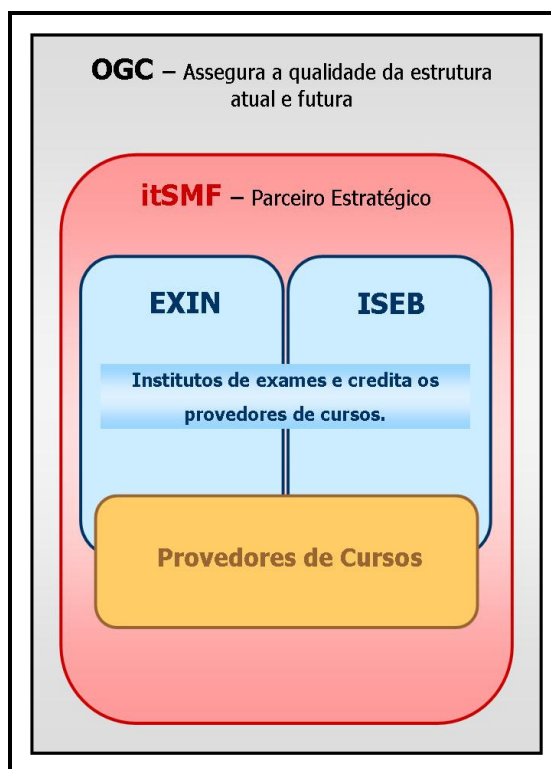 OGC – Assegura a qualidade da estrutura
atual e futura
itSMF – Parceiro Estratégico
EXIN
ISEB
Institutos de exames e credita os
provedores de cursos.
Provedores de Cursos